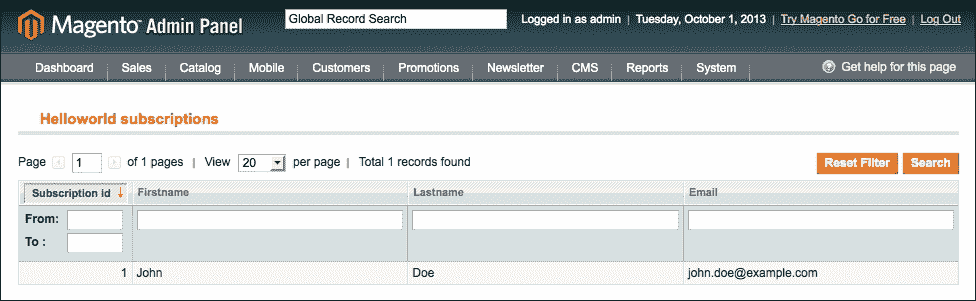 Magento Admin Panel Global Record Search Logged in as admin | Tuesday, October 1, 2013 | Try Magento Go for Free | Log Out
Dashboard Sales Catalog Mobile Customers Promotions Newsletter CMS Reports System Get help for this page
Helloworld subscriptions
Page 1 of 1 pages | View 20 per page | Total 1 records found Reset Filter Search
Subscription id Firstname Lastname Email
From:
To :
1 John Doe john.doe@example.com